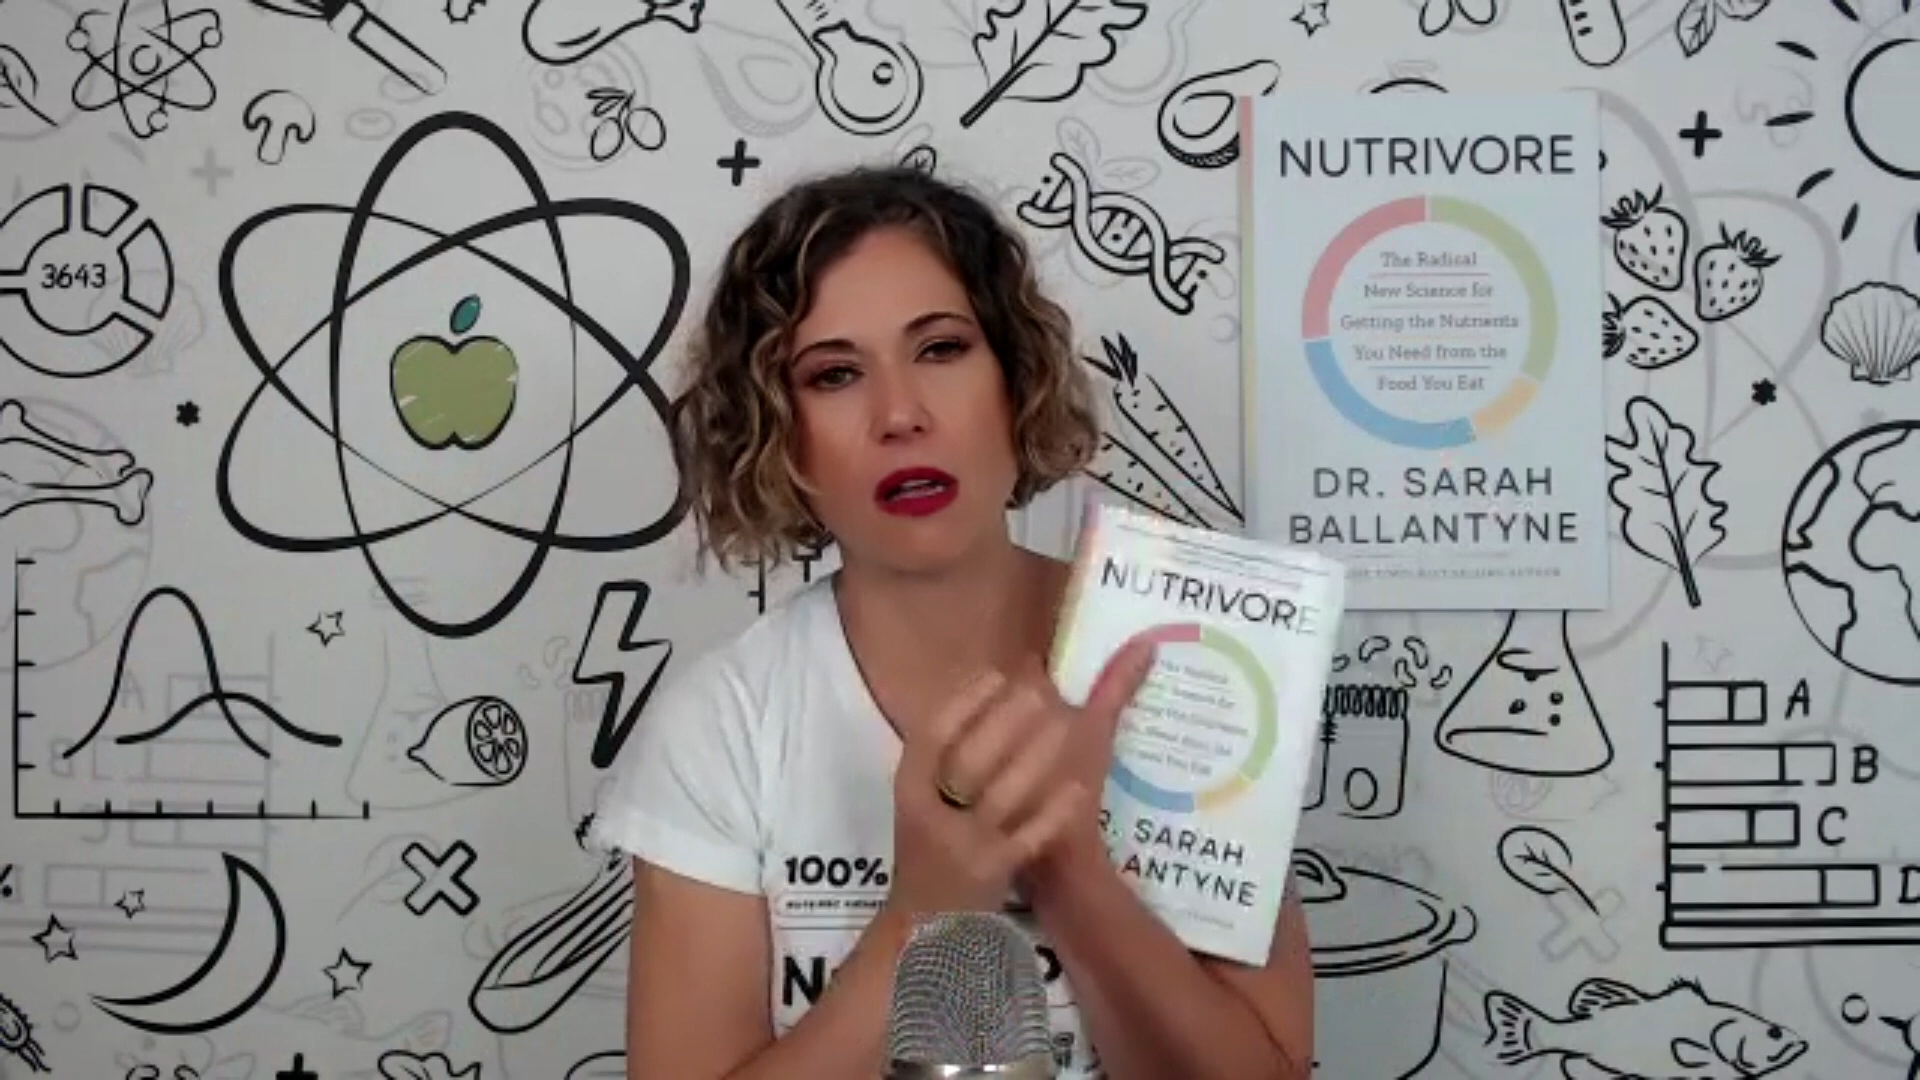 3643
NUTRIVORE
The Radical
New Science for
Getting the Nutrients
You Need from the
Food You Eat
DR. SARAH
BALLANTYNE
NUTRIVORE
R. SARAH
LANTYNE
100%
A
B
C
D